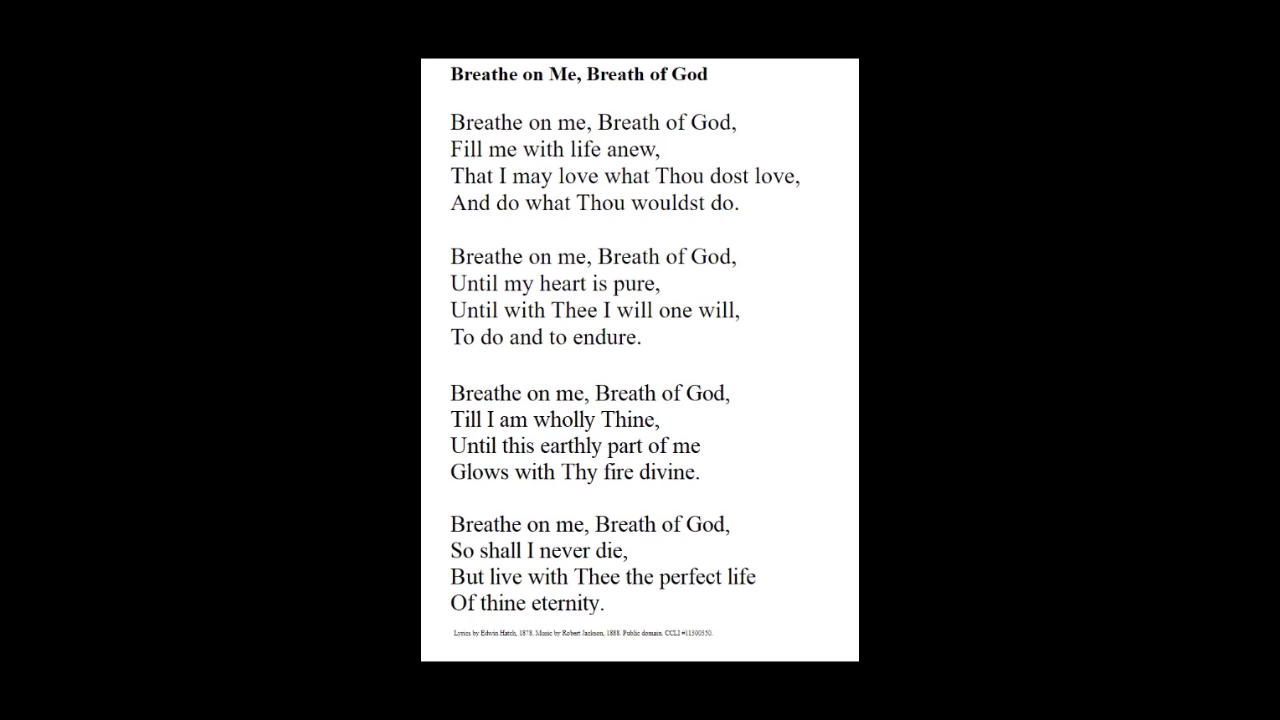 Breathe on Me, Breath of God
Breathe on me, Breath of God,
Fill me with life anew,
That I may love what Thou dost love,
And do what Thou wouldst do.
Breathe on me, Breath of God,
Until my heart is pure,
Until with Thee I will one will,
To do and to endure.
Breathe on me, Breath of God,
Till I am wholly Thine,
Until this earthly part of me
Glows with Thy fire divine.
Breathe on me, Breath of God,
So shall I never die,
But live with Thee the perfect life
Of thine eternity.
Lyrics by Edwin Hatch, 1878. Music by Robert Jackson, 1888. Public domain. CCLI #11300350.